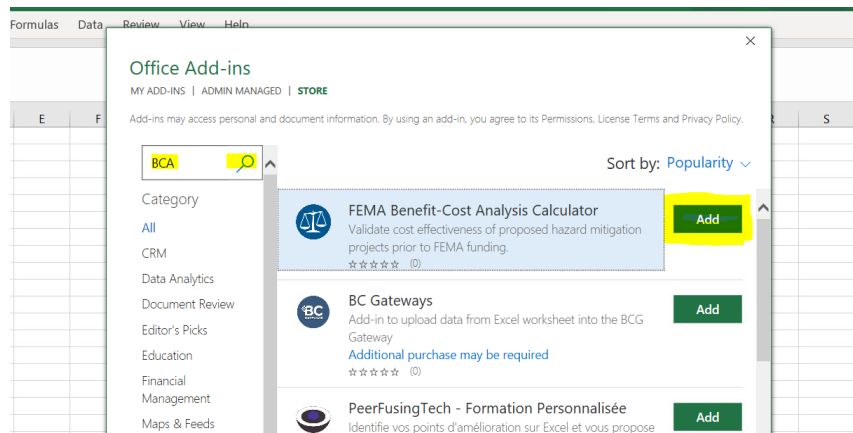 Formulas Data Review View Help
Office Add-ins
MY ADD-INS | ADMIN MANAGED | STORE
Add-ins may access personal and document information. By using an add-in, you agree to its Permissions, License Terms and Privacy Policy.
E F S
BCA
Sort by: Popularity
Category
All
CRM
Data Analytics
Document Review
Editor's Picks
Education
Financial
Management
Maps & Feeds
FEMA Benefit-Cost Analysis Calculator
Validate cost effectiveness of proposed hazard mitigation
projects prior to FEMA funding.
(0)
Add
BC
BC Gateways
Add-in to upload data from Excel worksheet into the BCG
Gateway
Additional purchase may be required
(0)
Add
PeerFusingTech - Formation Personnalisée
Identifie vos points d'amélioration sur Excel et vous propose
Add